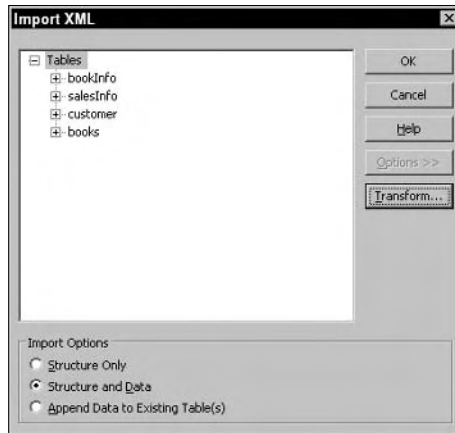 Import XML
Tables
bookInfo
salesInfo
customer
books
OK
Cancel
Help
Options >>
Transform...
Import Options
Structure Only
Structure and Data
Append Data to Existing Table(s)